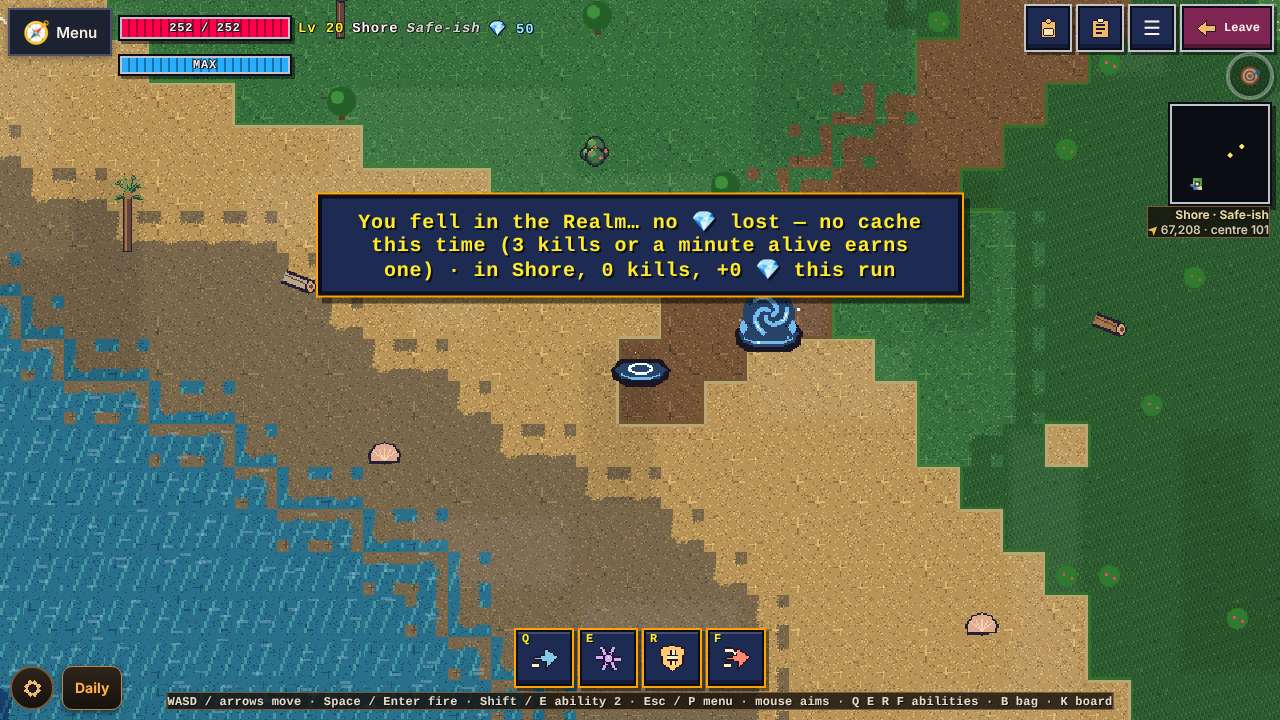 Menu
252 / 252
Lv 20 Shore Safe-ish 💎 50
MAX
Leave
Shore · Safe-ish
67,208 · centre 101
You fell in the Realm… no 💎 lost — no cache
this time (3 kills or a minute alive earns
one) · in Shore, 0 kills, +0 💎 this run
Q
E
R
F
Daily
WASD / arrows move · Space / Enter fire · Shift / E ability 2 · Esc / P menu · mouse aims · Q E R F abilities · B bag · K board